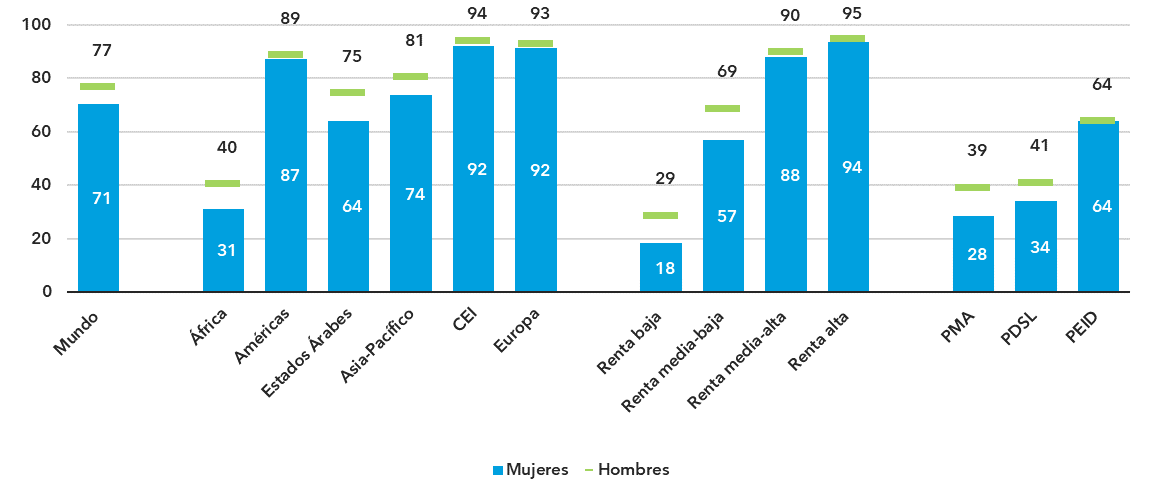 100
80
60
40
20
0
77
40
89
75
81
94
93
29
69
90
95
39
41
64
71
31
87
64
74
92
92
18
57
88
94
28
34
64
Mundo
África
Américas
Estados Árabes
Asia-Pacífico
CEI
Europa
Renta baja
Renta media-baja
Renta media-alta
Renta alta
PMA
PDSL
PEID
Mujeres
Hombres